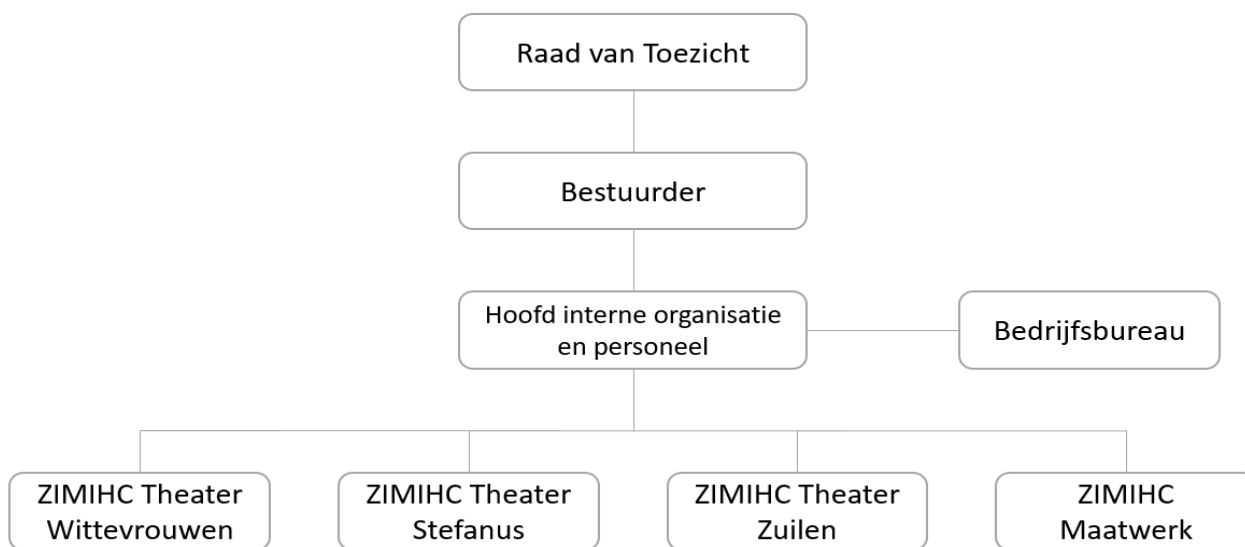 Raad van Toezicht
Bestuurder
Hoofd interne organisatie
en personeel
Bedrijfsbureau
ZIMIHC Theater
Wittevrouwen
ZIMIHC Theater
Stefanus
ZIMIHC Theater
Zuilen
ZIMIHC
Maatwerk